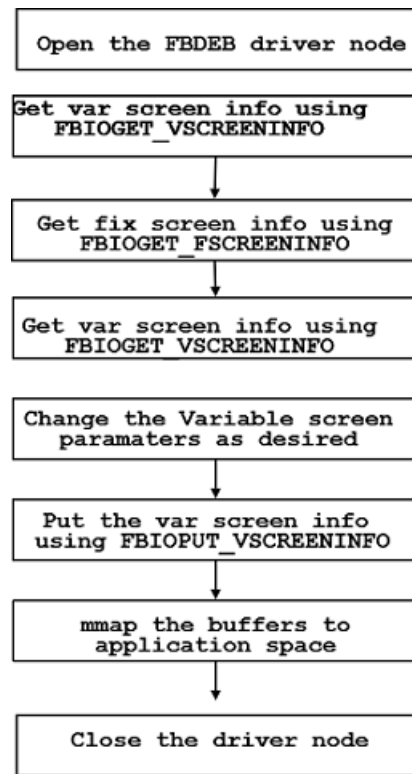 Open the FBDEB driver node
Get var screen info using
FBIOGET_VSCREENINFO
Get fix screen info using
FBIOGET_FSCREENINFO
Get var screen info using
FBIOGET_VSCREENINFO
Change the Variable screen
paramaters as desired
Put the var screen info
using FBIOPUT_VSCREENINFO
mmap the buffers to
application space
Close the driver node